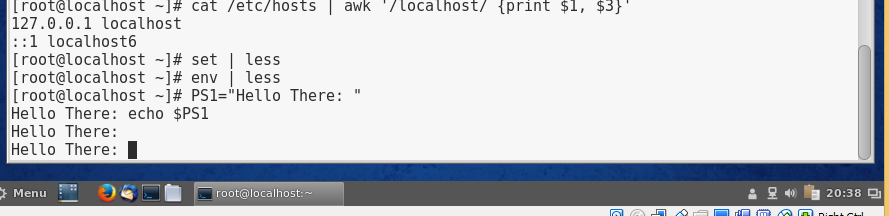 [root@localhost ~]# cat /etc/hosts | awk '/localhost/ {print $1, $3}'
127.0.0.1 localhost
::1 localhost6
[root@localhost ~]# set | less
[root@localhost ~]# env | less
[root@localhost ~]# PS1="Hello There: "
Hello There: echo $PS1
Hello There:
Hello There:
Menu root@localhost:~ 20:38
Right Ctrl